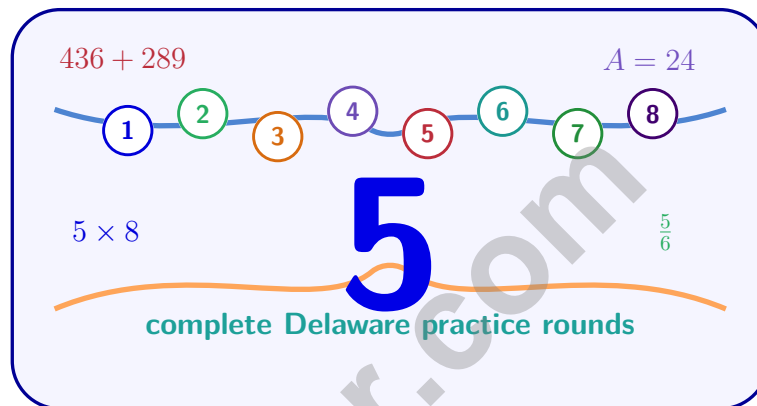 436 + 289
A = 24
1 2 3 4 5 6 7 8
5 × 8
5
5/6
complete Delaware practice rounds
r.com